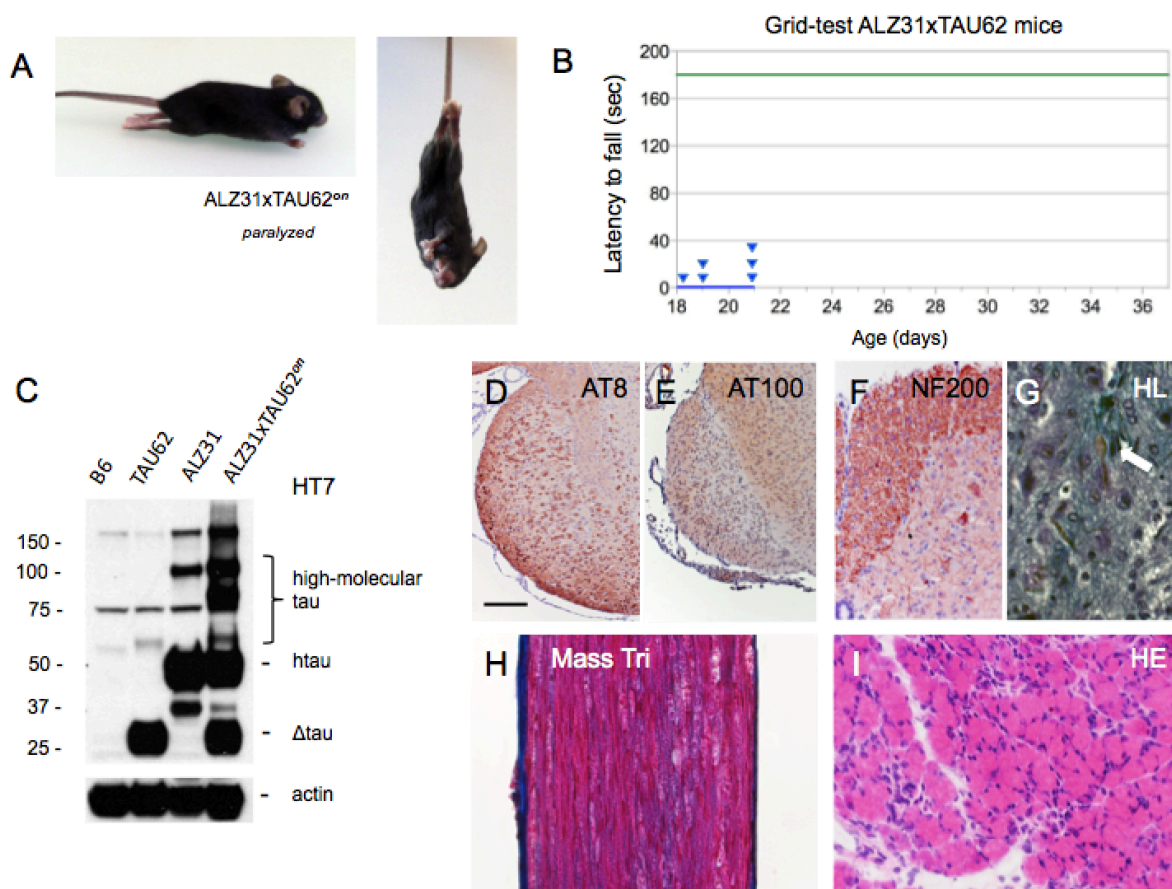 A
ALZ31xTAU62on
paralyzed
B
Grid-test ALZ31xTAU62 mice
Latency to fall (sec)
200
160
120
80
40
0
18
20
22
24
26
28
30
32
34
36
Age (days)
C
B6
TAU62
ALZ31
ALZ31xTAU62on
HT7
150 -
100 -
75 -
50 -
37 -
25 -
high-molecular
tau
- htau
- Δtau
- actin
D
AT8
E
AT100
F
NF200
G
HL
H
Mass Tri
I
HE